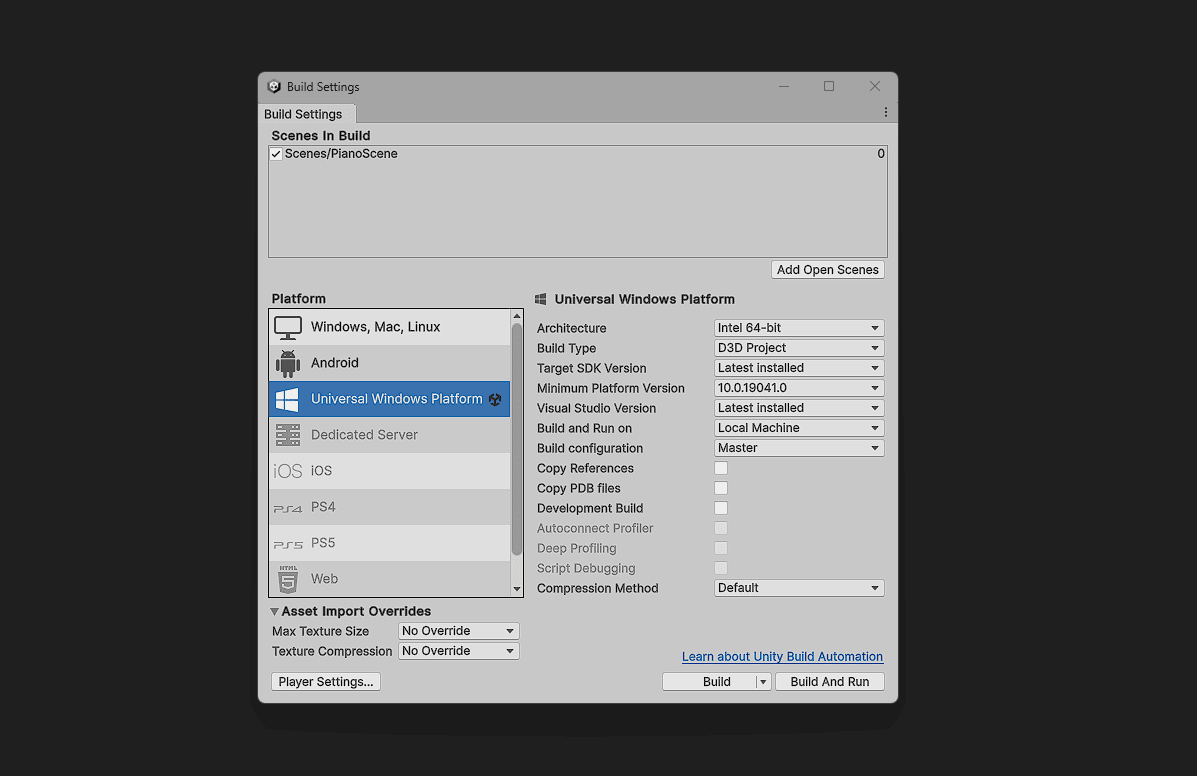 Build Settings
Build Settings
Scenes In Build
Scenes/PianoScene 0
Add Open Scenes
Platform
Windows, Mac, Linux
Android
Universal Windows Platform
Dedicated Server
iOS iOS
PS4 PS4
PS5 PS5
HTML 5 Web
Universal Windows Platform
Architecture Intel 64-bit
Build Type D3D Project
Target SDK Version Latest installed
Minimum Platform Version 10.0.19041.0
Visual Studio Version Latest installed
Build and Run on Local Machine
Build configuration Master
Copy References
Copy PDB files
Development Build
Autoconnect Profiler
Deep Profiling
Script Debugging
Compression Method Default
Asset Import Overrides
Max Texture Size No Override
Texture Compression No Override
Learn about Unity Build Automation
Player Settings... Build Build And Run